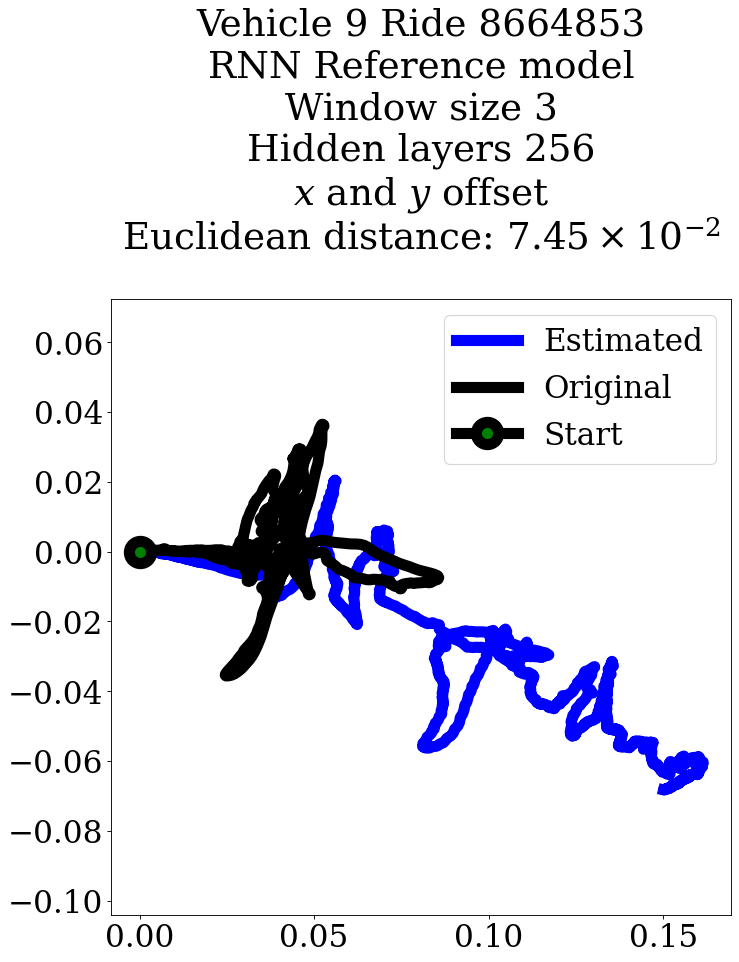 Vehicle 9 Ride 8664853
RNN Reference model
Window size 3
Hidden layers 256
x and y offset
Euclidean distance: 7.45 × 10⁻²
Estimated
Original
Start
0.06
0.04
0.02
0.00
−0.02
−0.04
−0.06
−0.08
−0.10
0.00 0.05 0.10 0.15